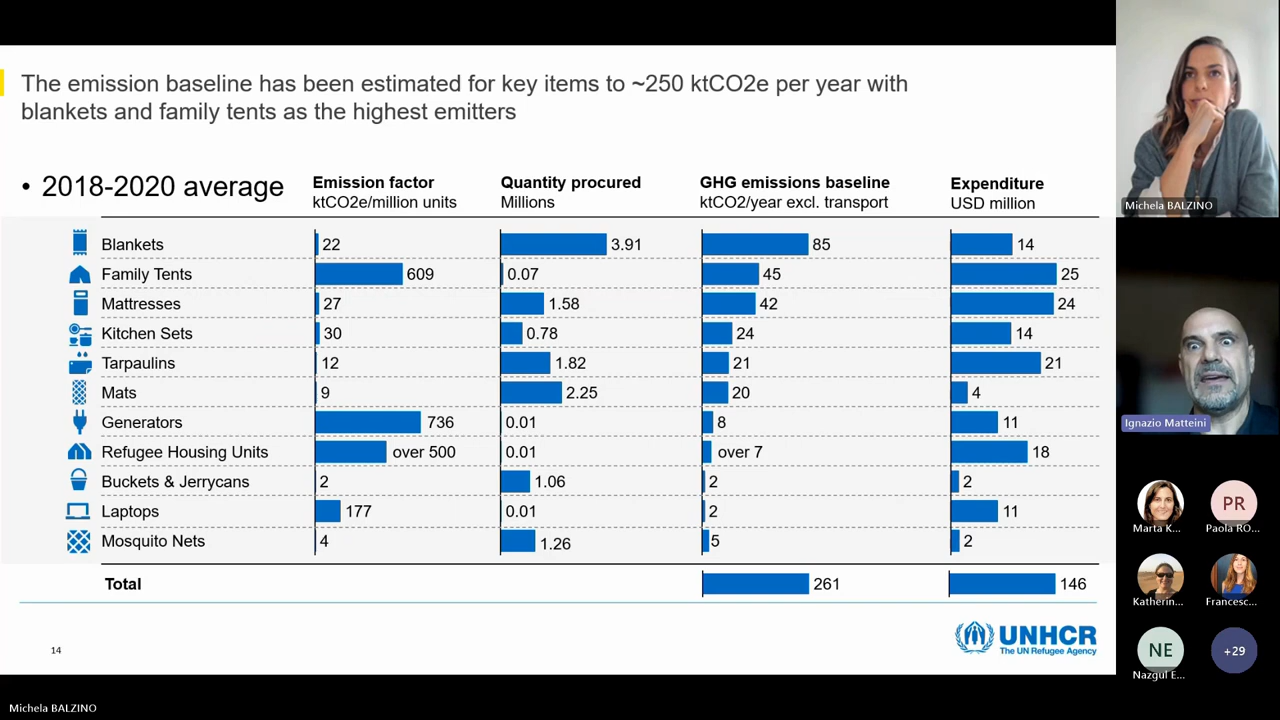 The emission baseline has been estimated for key items to ~250 ktCO2e per year with
blankets and family tents as the highest emitters
• 2018-2020 average
Emission factor
ktCO2e/million units
Quantity procured
Millions
GHG emissions baseline
ktCO2/year excl. transport
Expenditure
USD million
Blankets 22 3.91 85 14
Family Tents 609 0.07 45 25
Mattresses 27 1.58 42 24
Kitchen Sets 30 0.78 24 14
Tarpaulins 12 1.82 21 21
Mats 9 2.25 20 4
Generators 736 0.01 8 11
Refugee Housing Units over 500 0.01 over 7 18
Buckets & Jerrycans 2 1.06 2 2
Laptops 177 0.01 2 11
Mosquito Nets 4 1.26 5 2
Total 261 146
14
UNHCR
The UN Refugee Agency
Michela BALZINO
Ignazio Matteini
Marta K...
PR
Paola RO...
Katherin...
Francesc...
NE
Nazgul E...
+29
Michela BALZINO